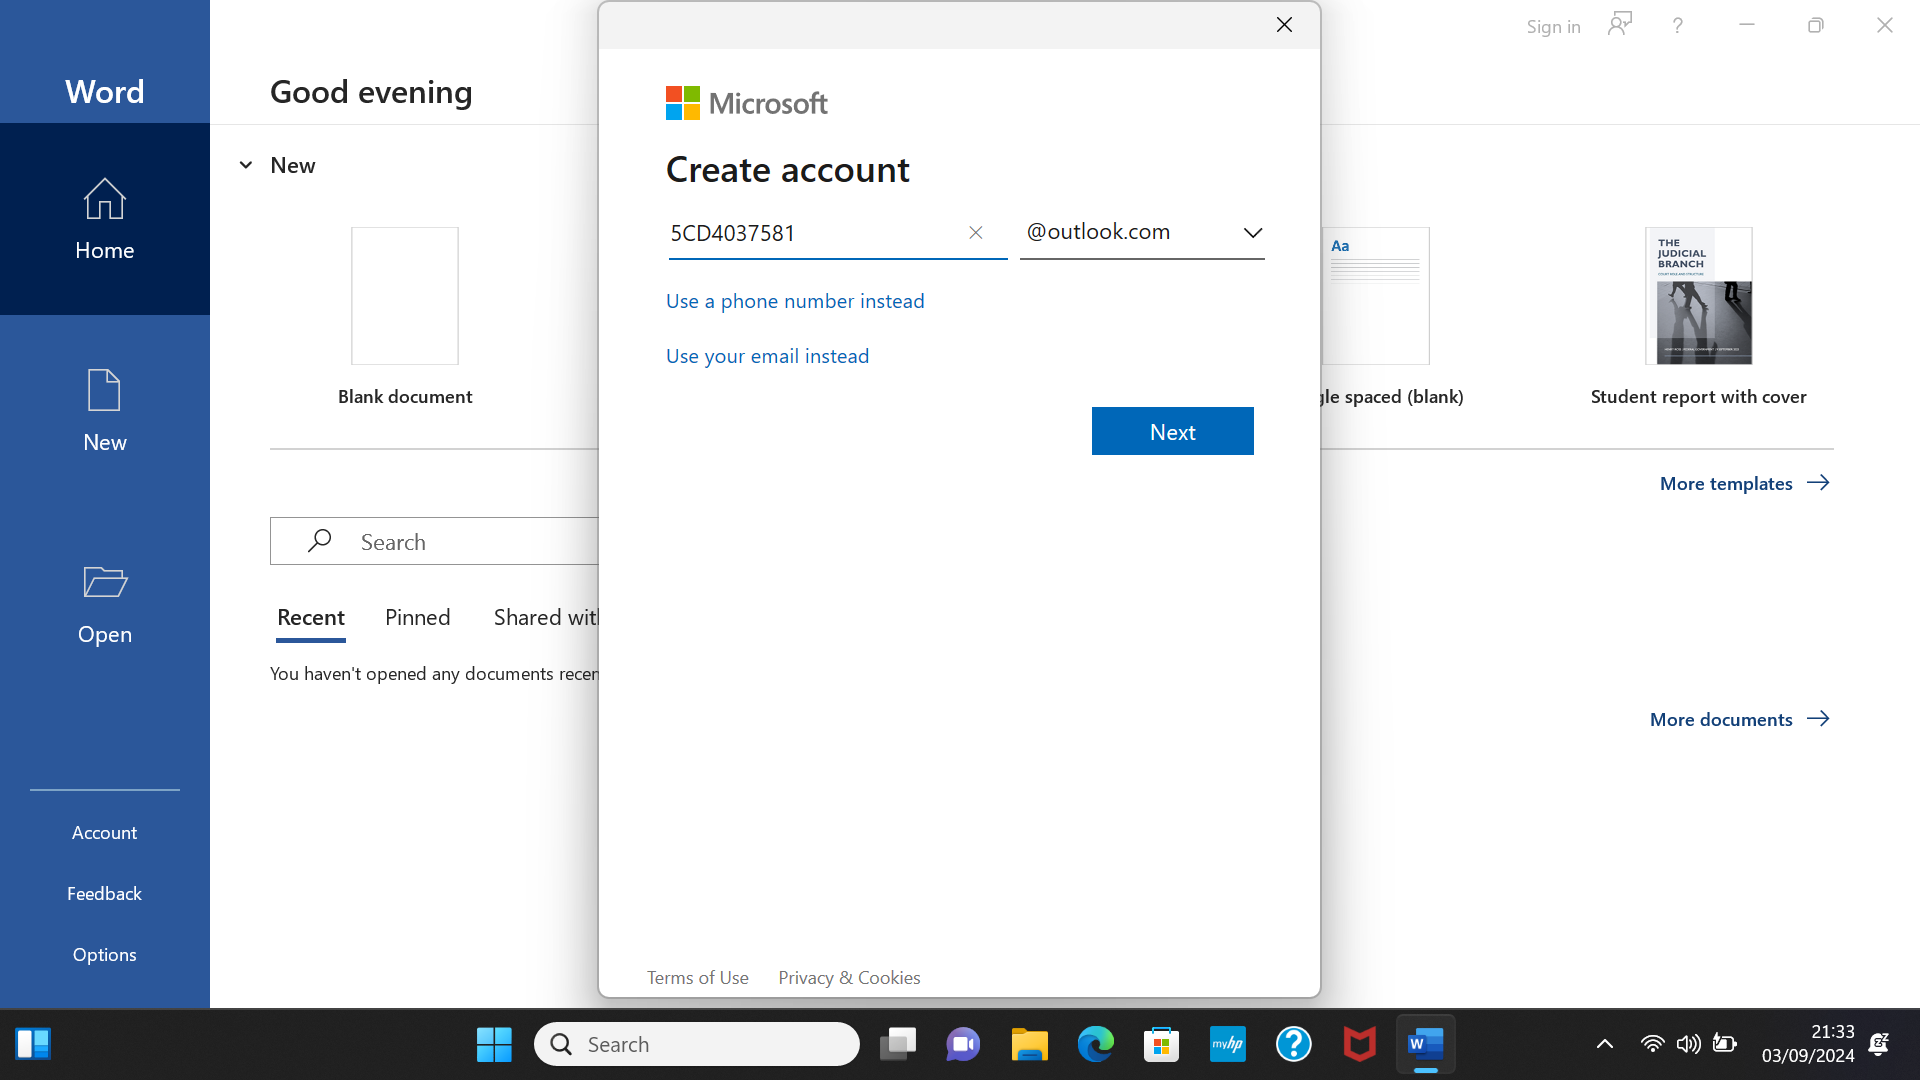 Word
Home
New
Open
Account
Feedback
Options
Good evening
Sign in
?
New
Blank document
Aa
gle spaced (blank)
THE
JUDICIAL
BRANCH
Student report with cover
More templates
Search
Recent Pinned Shared with
You haven't opened any documents recen
More documents
Microsoft
Create account
5CD4037581 @outlook.com
Use a phone number instead
Use your email instead
Next
Terms of Use Privacy & Cookies
Search
myhp
?
W
21:33
03/09/2024